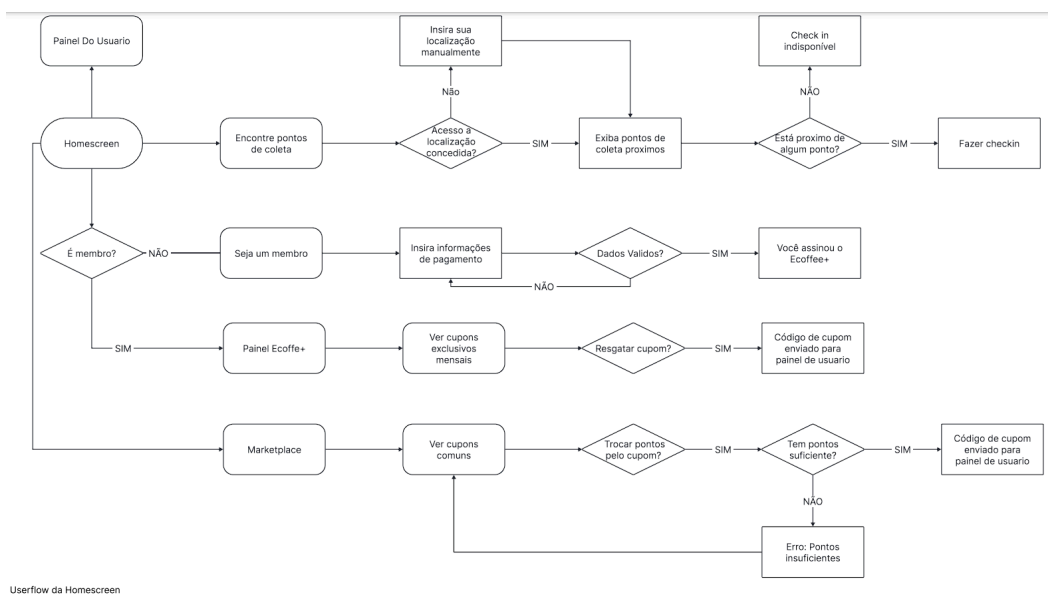 Painel Do Usuario
Insira sua
localização
manualmente
Check in
indisponível
Não
NÃO
Homescreen
Encontre pontos
de coleta
Acesso a
localização
concedida?
SIM
Exiba pontos de
coleta proximos
Está proximo de
algum ponto?
SIM
Fazer checkin
É membro?
NÃO
Seja um membro
Insira informações
de pagamento
Dados Validos?
SIM
Você assinou o
Ecoffee+
NÃO
SIM
Painel Ecoffe+
Ver cupons
exclusivos
mensais
Resgatar cupom?
SIM
Código de cupom
enviado para
painel de usuario
Marketplace
Ver cupons
comuns
Trocar pontos
pelo cupom?
SIM
Tem pontos
suficiente?
SIM
Código de cupom
enviado para
painel de usuario
NÃO
Erro: Pontos
insuficientes
Userflow da Homescreen